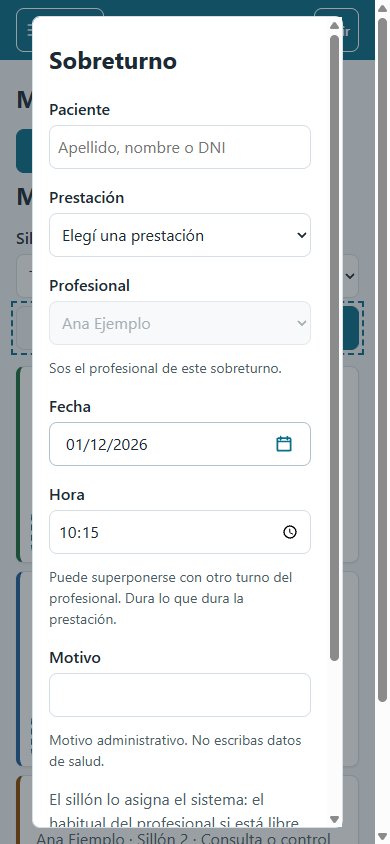 Sobreturno
Paciente
Apellido, nombre o DNI
Prestación
Elegí una prestación
Profesional
Ana Ejemplo
Sos el profesional de este sobreturno.
Fecha
01/12/2026
Hora
10:15
Puede superponerse con otro turno del
profesional. Dura lo que dura la
prestación.
Motivo
Motivo administrativo. No escribas datos
de salud.
El sillón lo asigna el sistema: el
habitual del profesional si está libre
Ana Ejemplo · Sillón 2 · Consulta o control